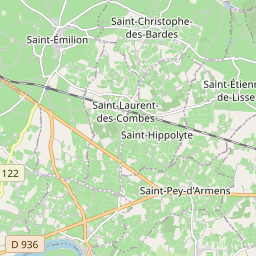 Saint-Christophe-
des-Bardes
Saint-Émilion
Saint-Étienne
de-Lisse
Saint-Laurent-
des-Combes
Saint-Hippolyte
122
Saint-Pey-d'Armens
D 936